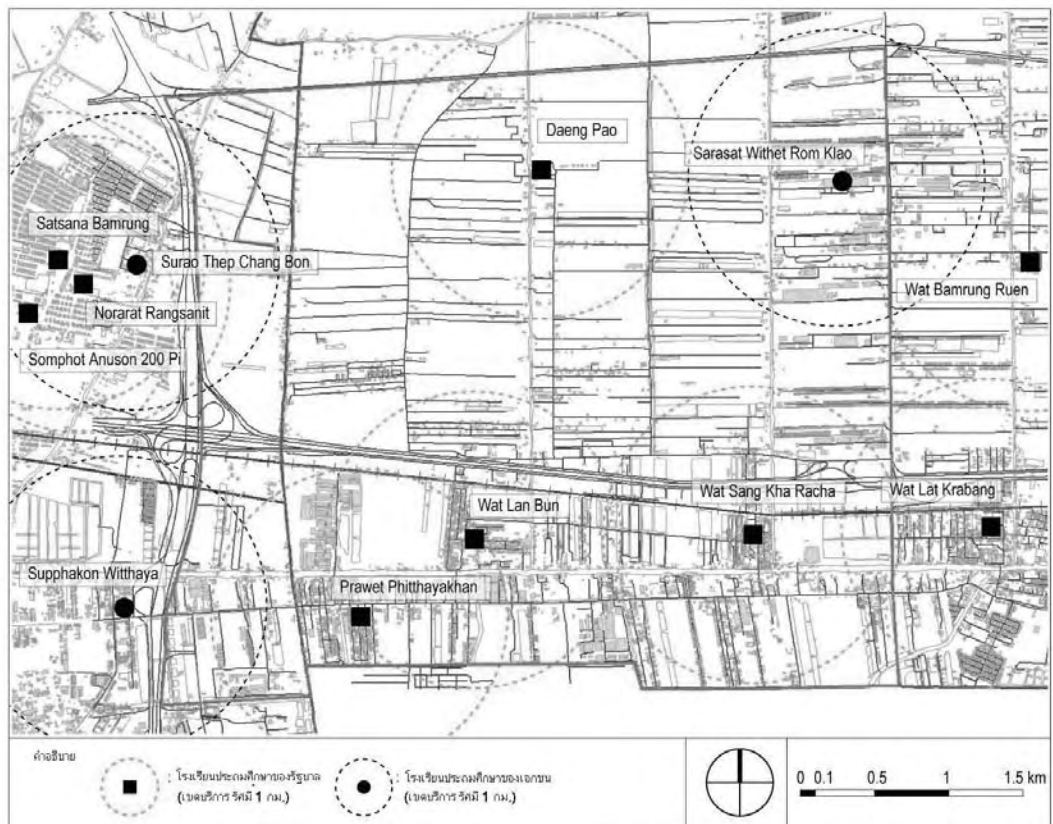 Daeng Pao
Sarasat Withet Rom Klao
Satsana Bamrung
Surao Thep Chang Bon
Wat Bamrung Ruen
Norarat Rangsanit
Somphot Anuson 200 Pi
Wat Sang Kha Racha
Wat Lat Krabang
Wat Lan Bun
Supphakon Witthaya
Prawet Phitthayakhan
คำอธิบาย
: โรงเรียนประถมศึกษาของรัฐบาล
(เขตบริการ รัศมี 1 กม.)
: โรงเรียนประถมศึกษาของเอกชน
(เขตบริการ รัศมี 1 กม.)
0 0.1 0.5 1 1.5 km